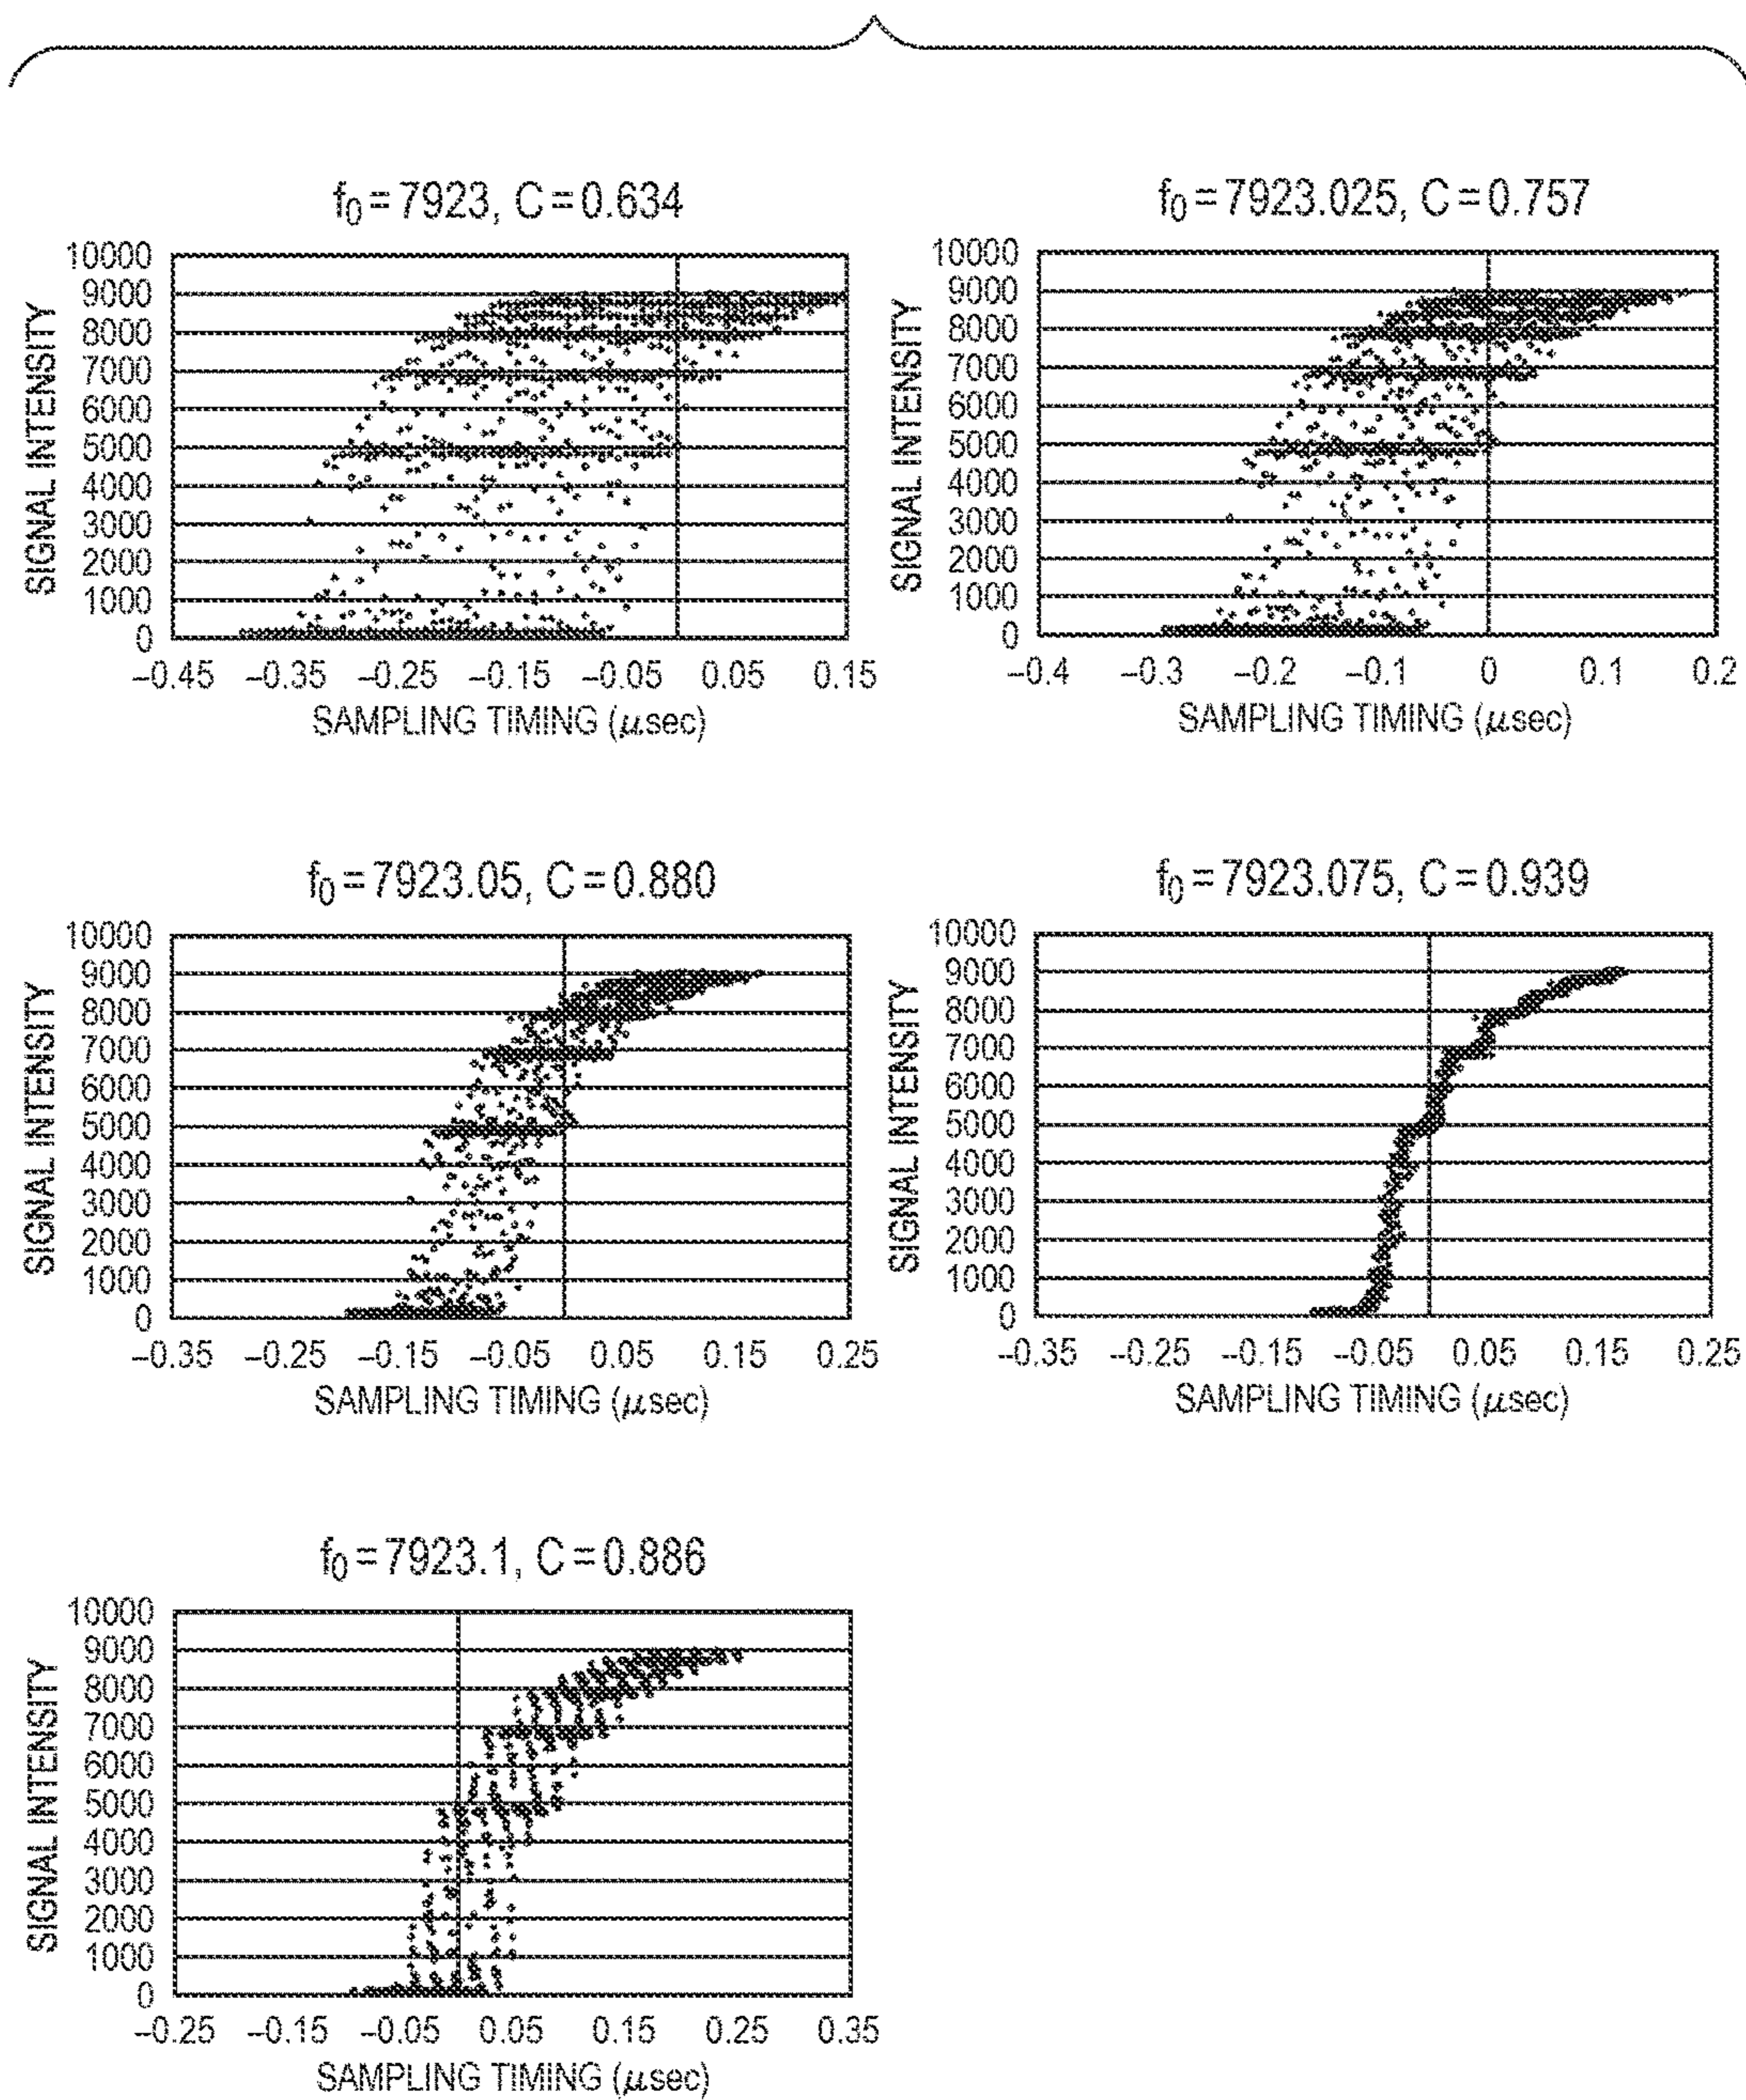 f₀=7923, C=0.634
SIGNAL INTENSITY
10000
9000
8000
7000
6000
5000
4000
3000
2000
1000
0
−0.45 −0.35 −0.25 −0.15 −0.05 0.05 0.15
SAMPLING TIMING (μsec)
f₀=7923.025, C=0.757
SIGNAL INTENSITY
10000
9000
8000
7000
6000
5000
4000
3000
2000
1000
0
−0.4 −0.3 −0.2 −0.1 0 0.1 0.2
SAMPLING TIMING (μsec)
f₀=7923.05, C=0.880
SIGNAL INTENSITY
10000
9000
8000
7000
6000
5000
4000
3000
2000
1000
0
−0.35 −0.25 −0.15 −0.05 0.05 0.15 0.25
SAMPLING TIMING (μsec)
f₀=7923.075, C=0.939
SIGNAL INTENSITY
10000
9000
8000
7000
6000
5000
4000
3000
2000
1000
0
−0.35 −0.25 −0.15 −0.05 0.05 0.15 0.25
SAMPLING TIMING (μsec)
f₀=7923.1, C=0.886
SIGNAL INTENSITY
10000
9000
8000
7000
6000
5000
4000
3000
2000
1000
0
−0.25 −0.15 −0.05 0.05 0.15 0.25 0.35
SAMPLING TIMING (μsec)